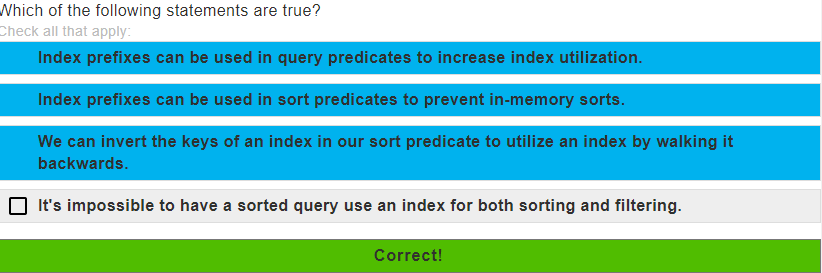 Which of the following statements are true?
Check all that apply:
Index prefixes can be used in query predicates to increase index utilization.
Index prefixes can be used in sort predicates to prevent in-memory sorts.
We can invert the keys of an index in our sort predicate to utilize an index by walking it
backwards.
It's impossible to have a sorted query use an index for both sorting and filtering.
Correct!